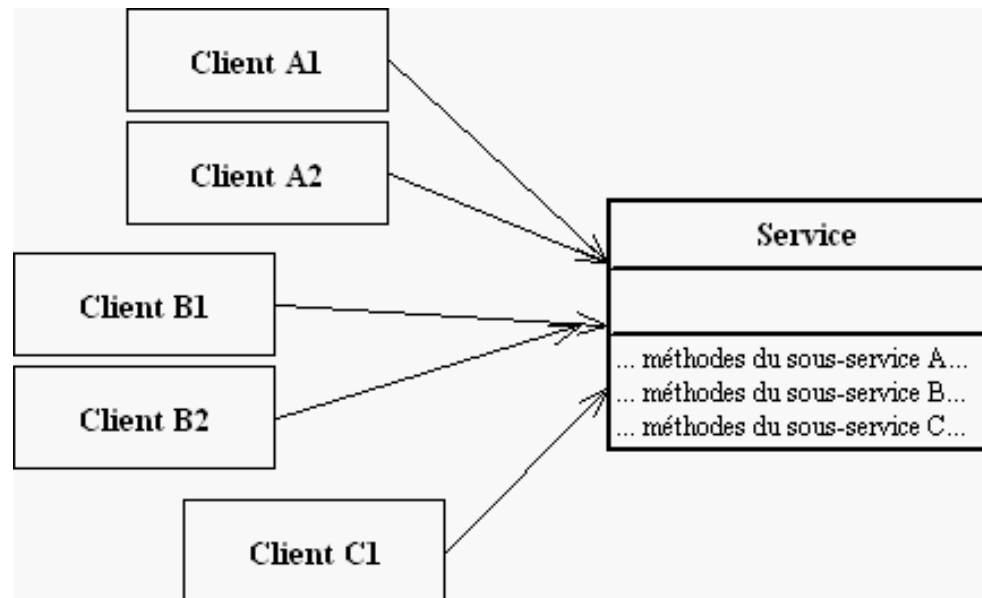 Client A1
Client A2
Service
Client B1
... méthodes du sous-service A...
... méthodes du sous-service B...
Client B2
... méthodes du sous-service C...
Client C1